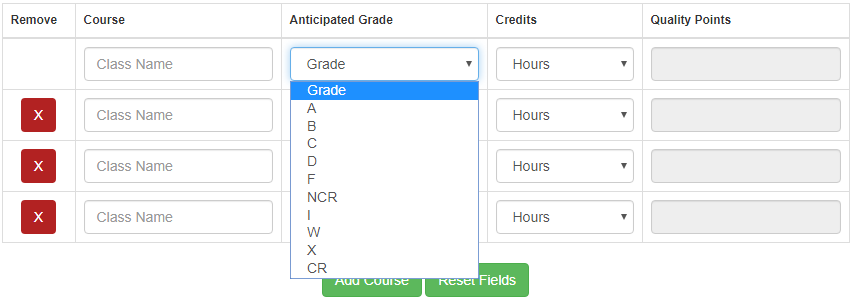 Remove Course Anticipated Grade Credits Quality Points
Class Name Grade Hours
Grade
A
X Class Name Hours
B
C
D
X Class Name Hours
F
NCR
I
X Class Name Hours
W
X
CR
Add Course Reset Fields